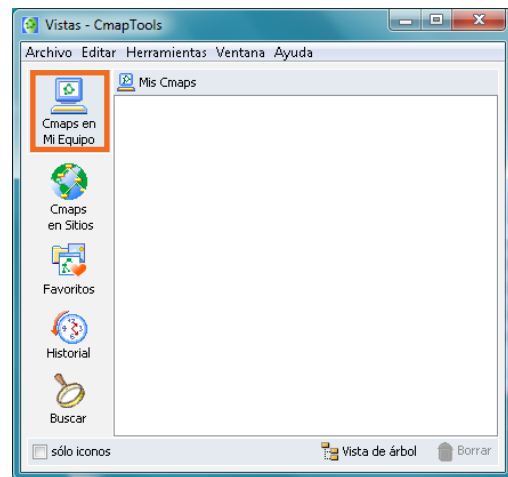 Vistas - CmapTools
Archivo Editar Herramientas Ventana Ayuda
Mis Cmaps
Cmaps en
Mi Equipo
Cmaps
en Sitios
Favoritos
Historial
Buscar
sólo iconos
Vista de árbol
Borrar